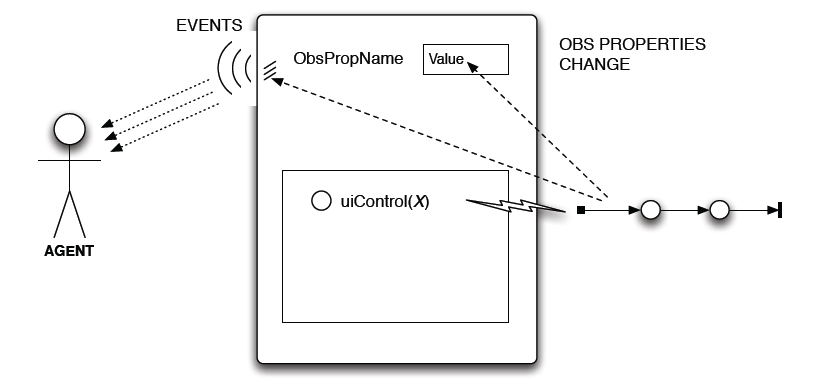 EVENTS
ObsPropName
Value
OBS PROPERTIES
CHANGE
uiControl(X)
AGENT